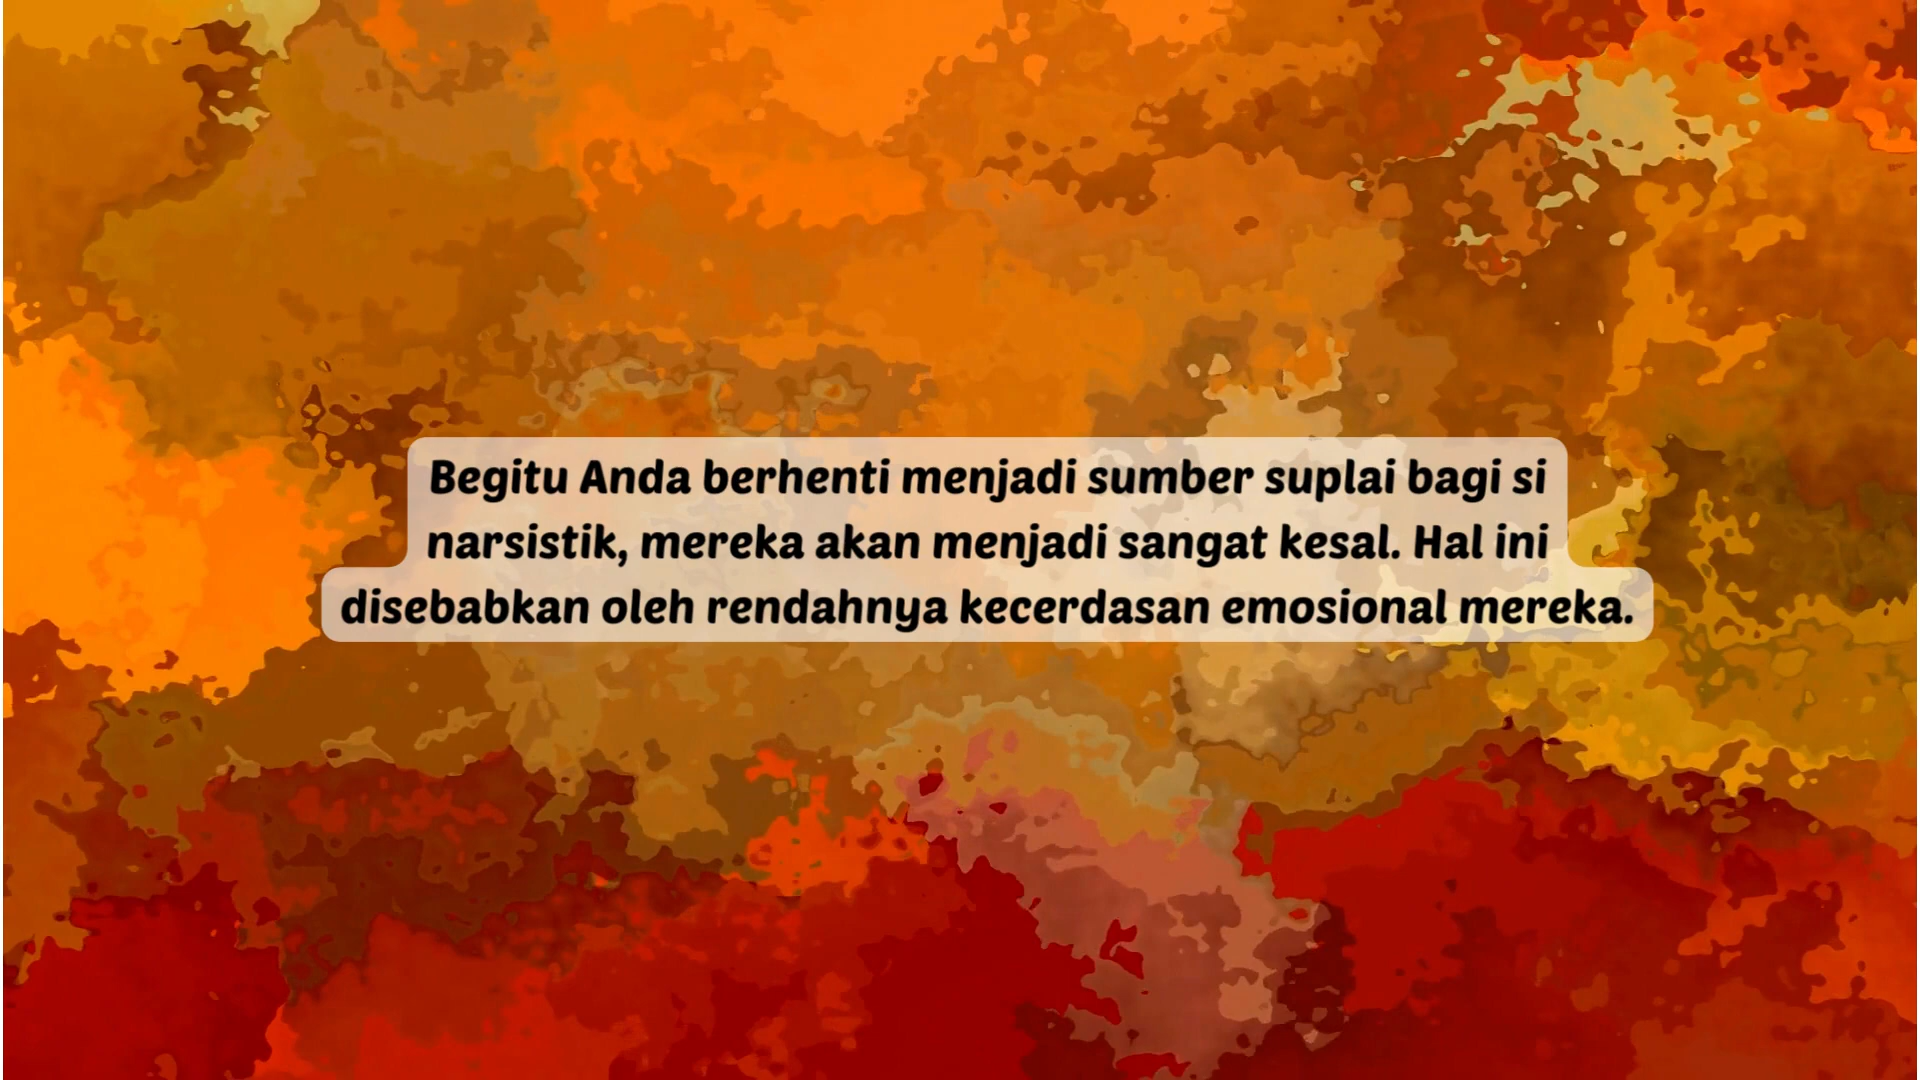 Begitu Anda berhenti menjadi sumber suplai bagi si
narsistik, mereka akan menjadi sangat kesal. Hal ini
disebabkan oleh rendahnya kecerdasan emosional mereka.